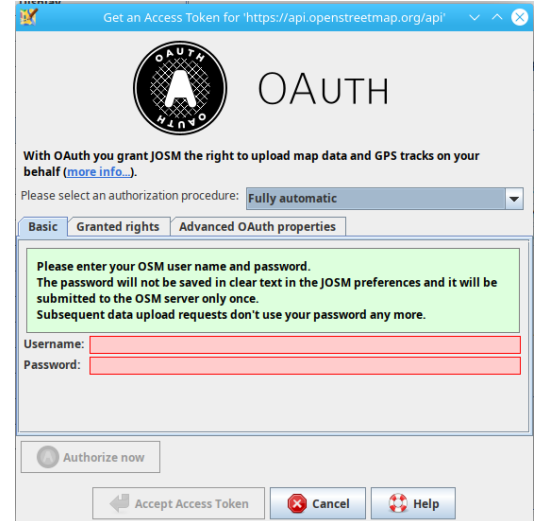 Display
Get an Access Token for 'https://api.openstreetmap.org/api'
OAUTH
A
OAUTH
OAUTH
With OAuth you grant JOSM the right to upload map data and GPS tracks on your
behalf (more info...).
Please select an authorization procedure: Fully automatic
Basic Granted rights Advanced OAuth properties
Please enter your OSM user name and password.
The password will not be saved in clear text in the JOSM preferences and it will be
submitted to the OSM server only once.
Subsequent data upload requests don't use your password any more.
Username:
Password:
A Authorize now
Accept Access Token Cancel Help